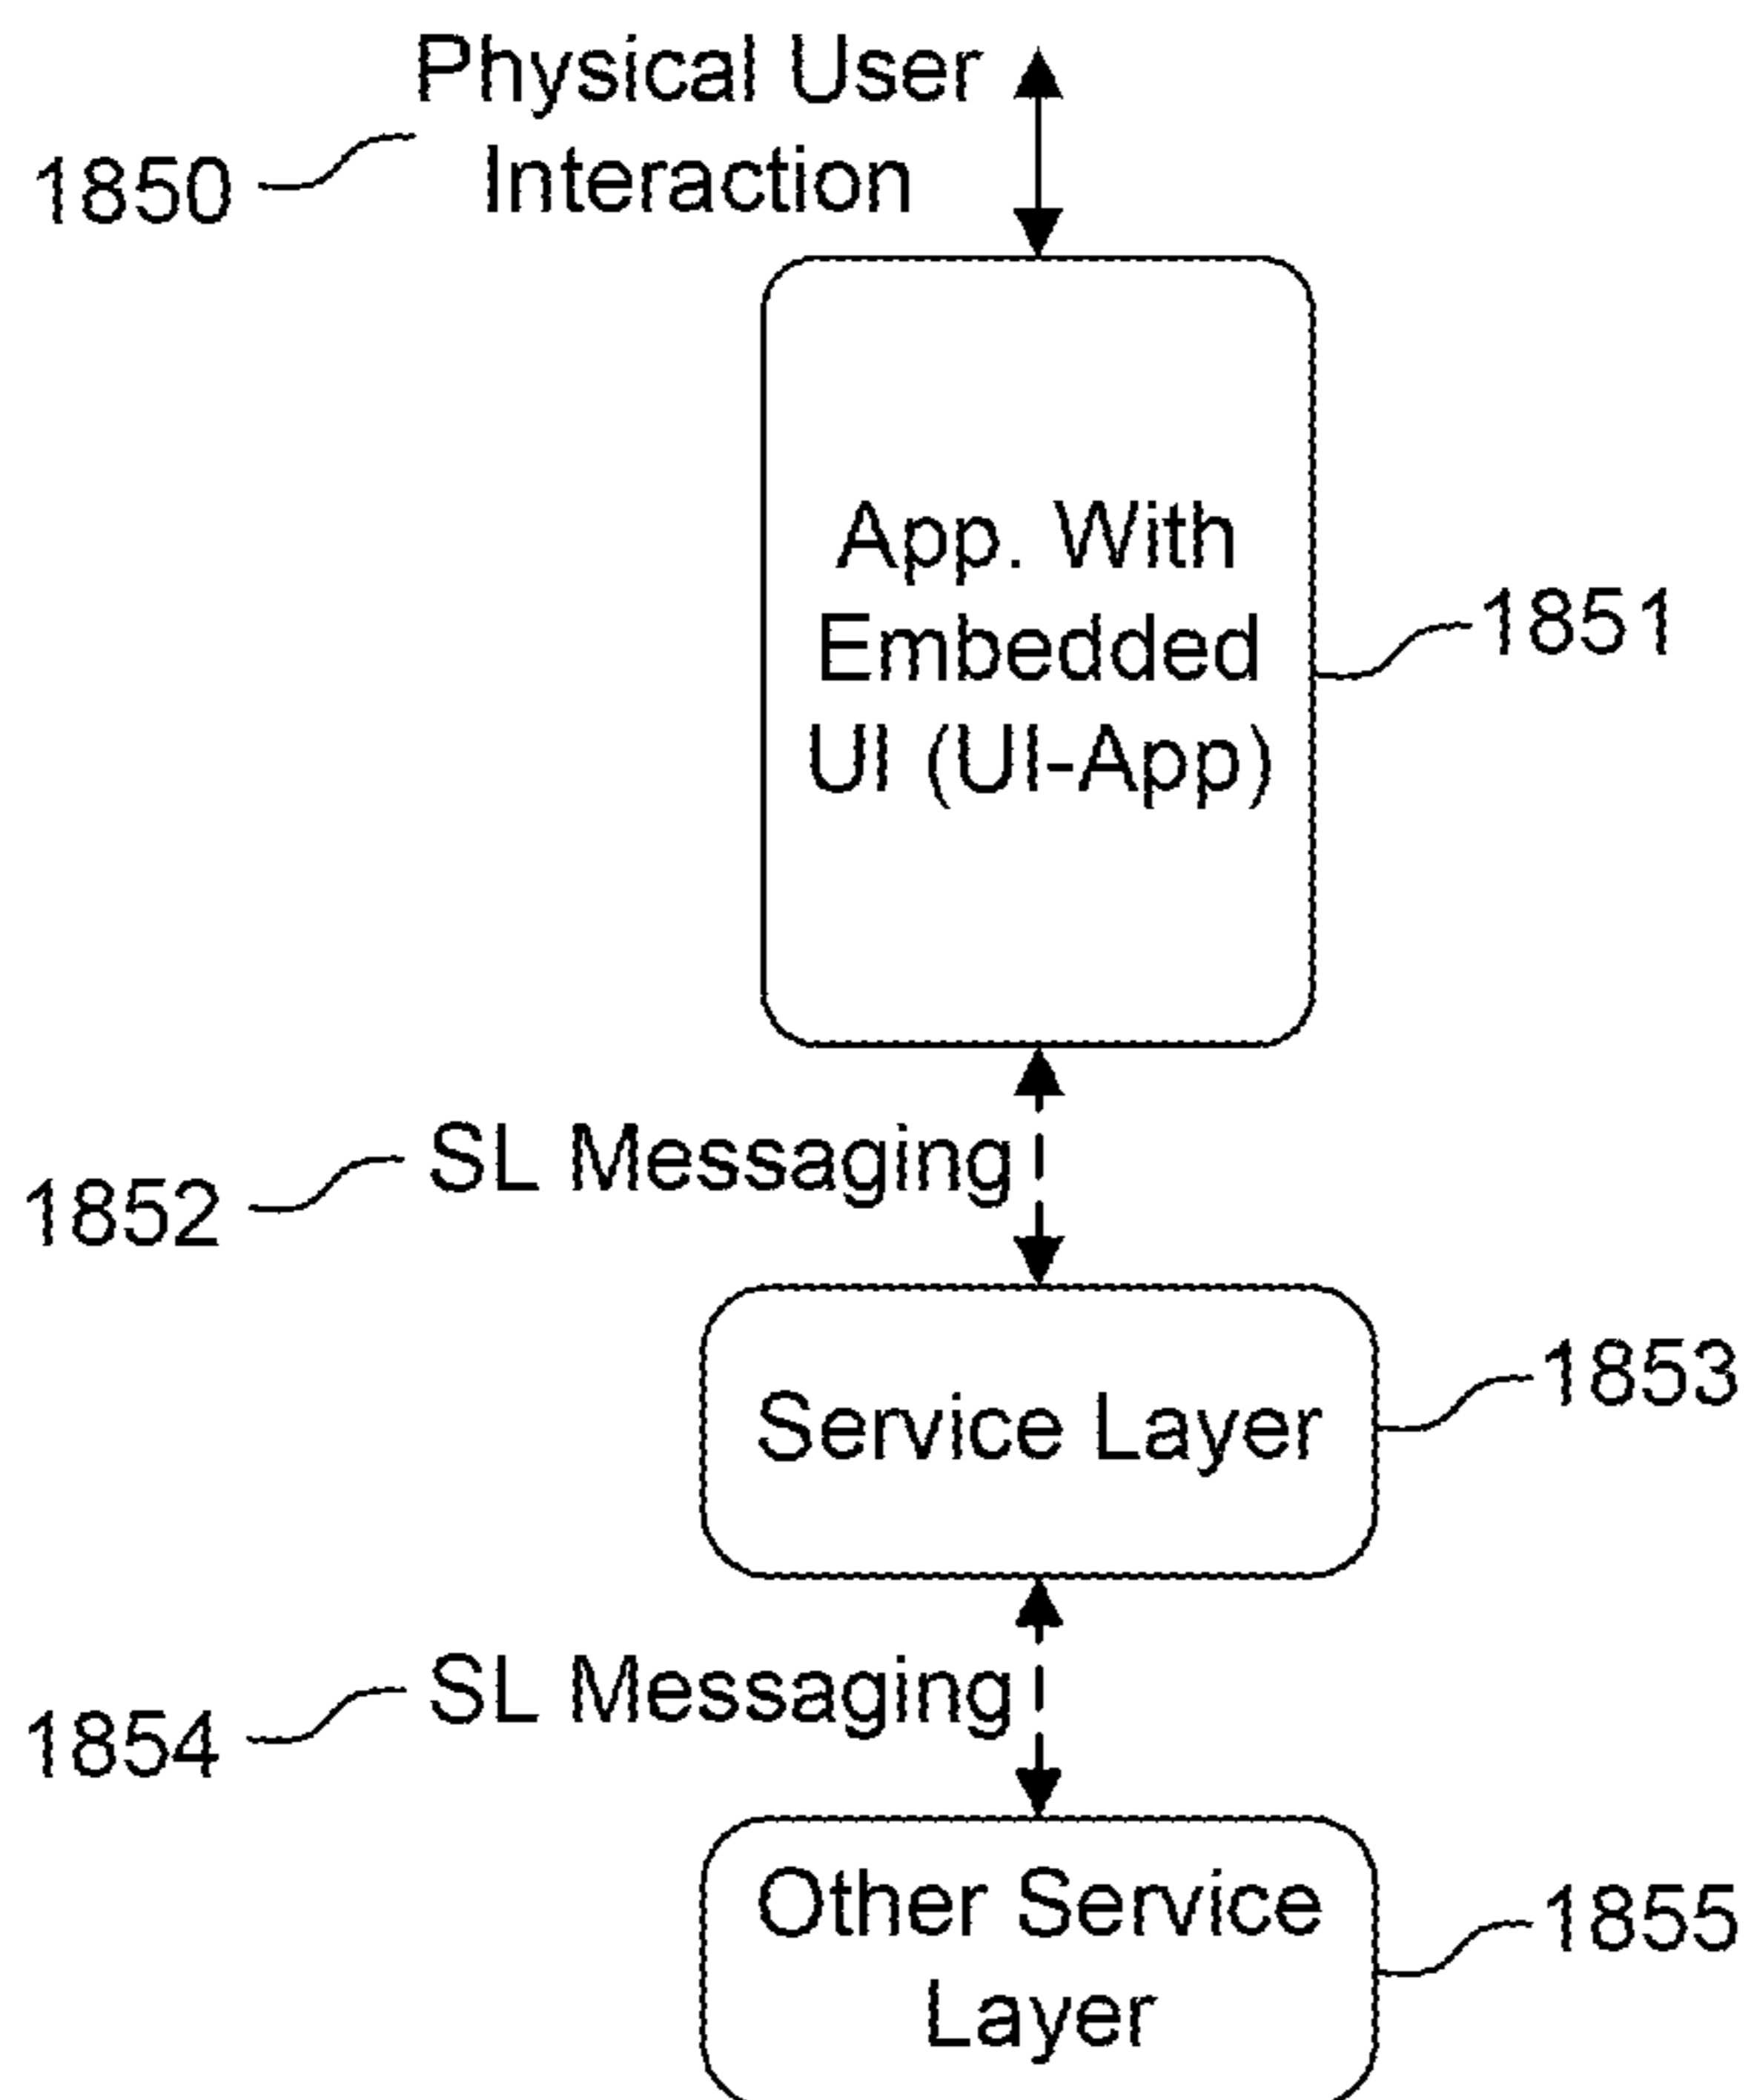 Physical User
Interaction
1850
App. With
Embedded
UI (UI-App)
1851
SL Messaging
1852
Service Layer
1853
SL Messaging
1854
Other Service
Layer
1855